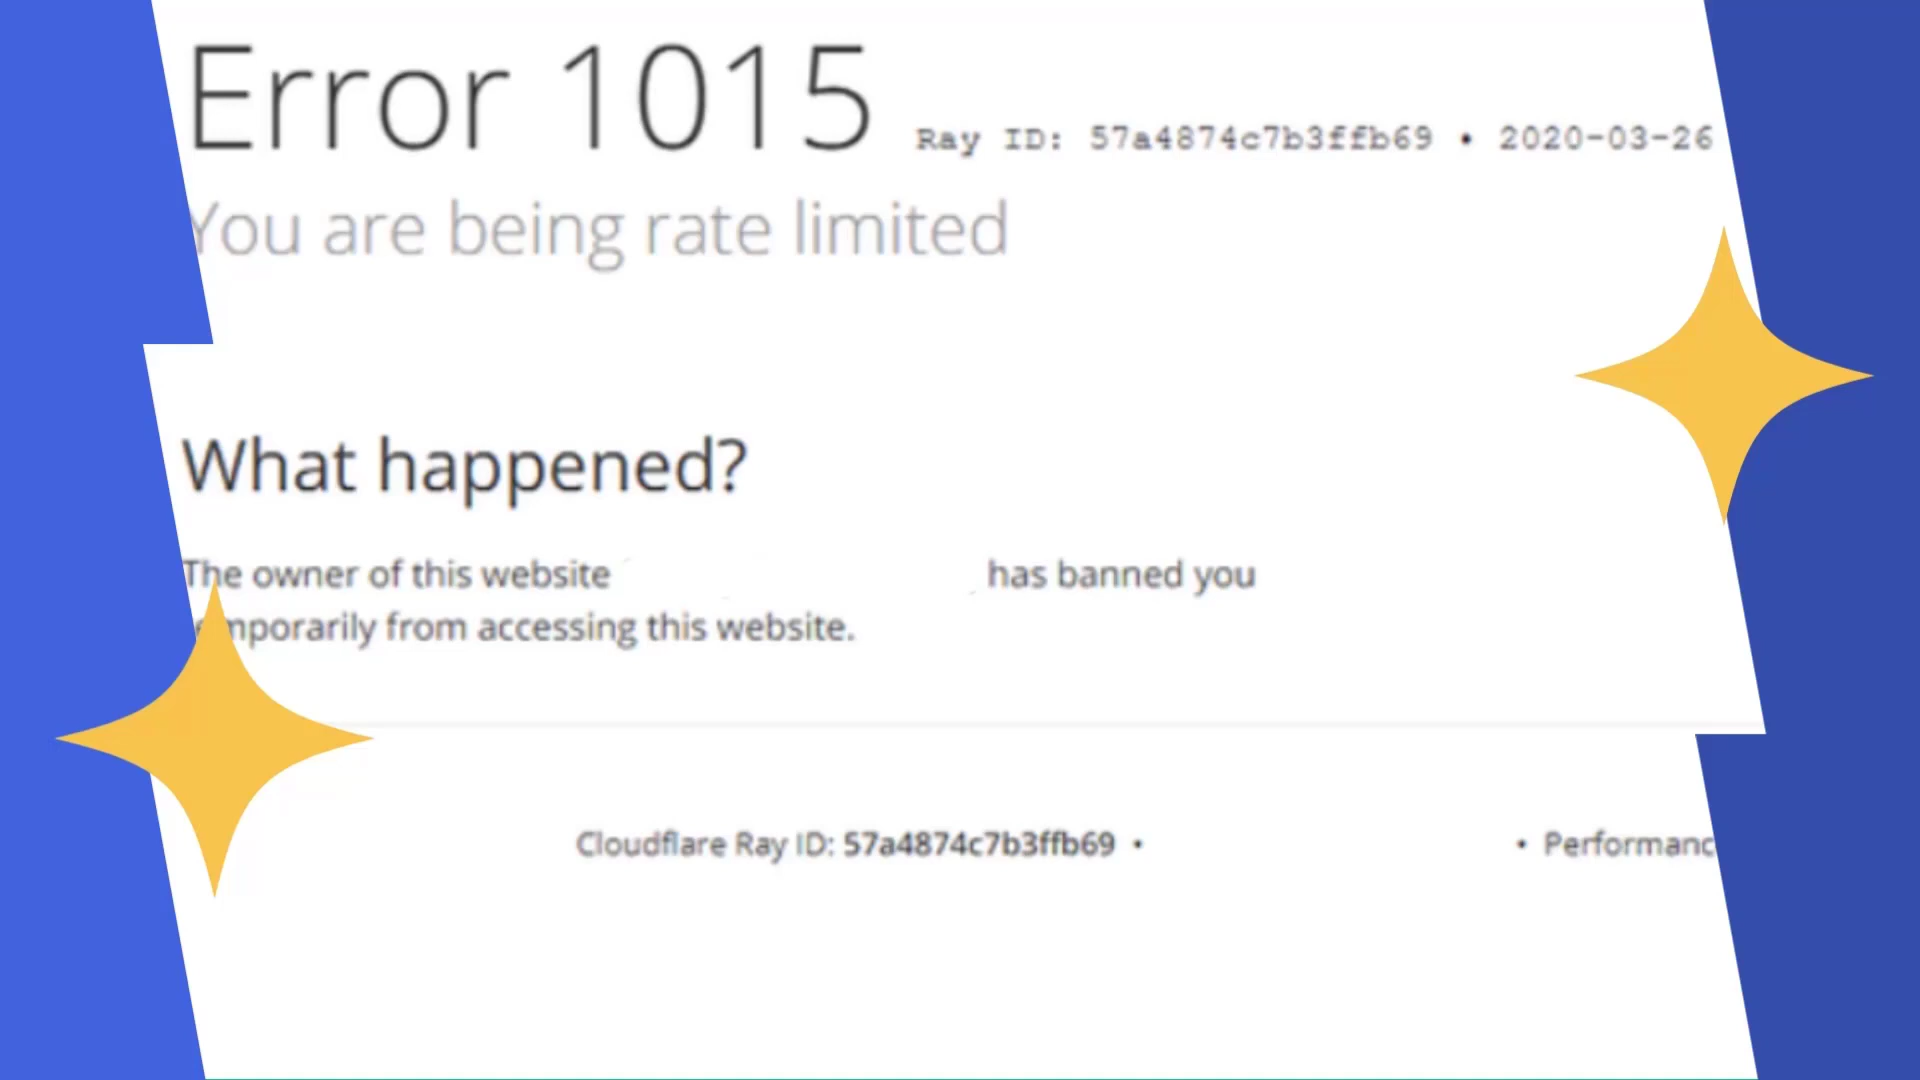 Error 1015 Ray ID: 57a4874c7b3ffb69 • 2020-03-26
You are being rate limited
What happened?
The owner of this website has banned you
mporarily from accessing this website.
Cloudflare Ray ID: 57a4874c7b3ffb69 • • Performanc